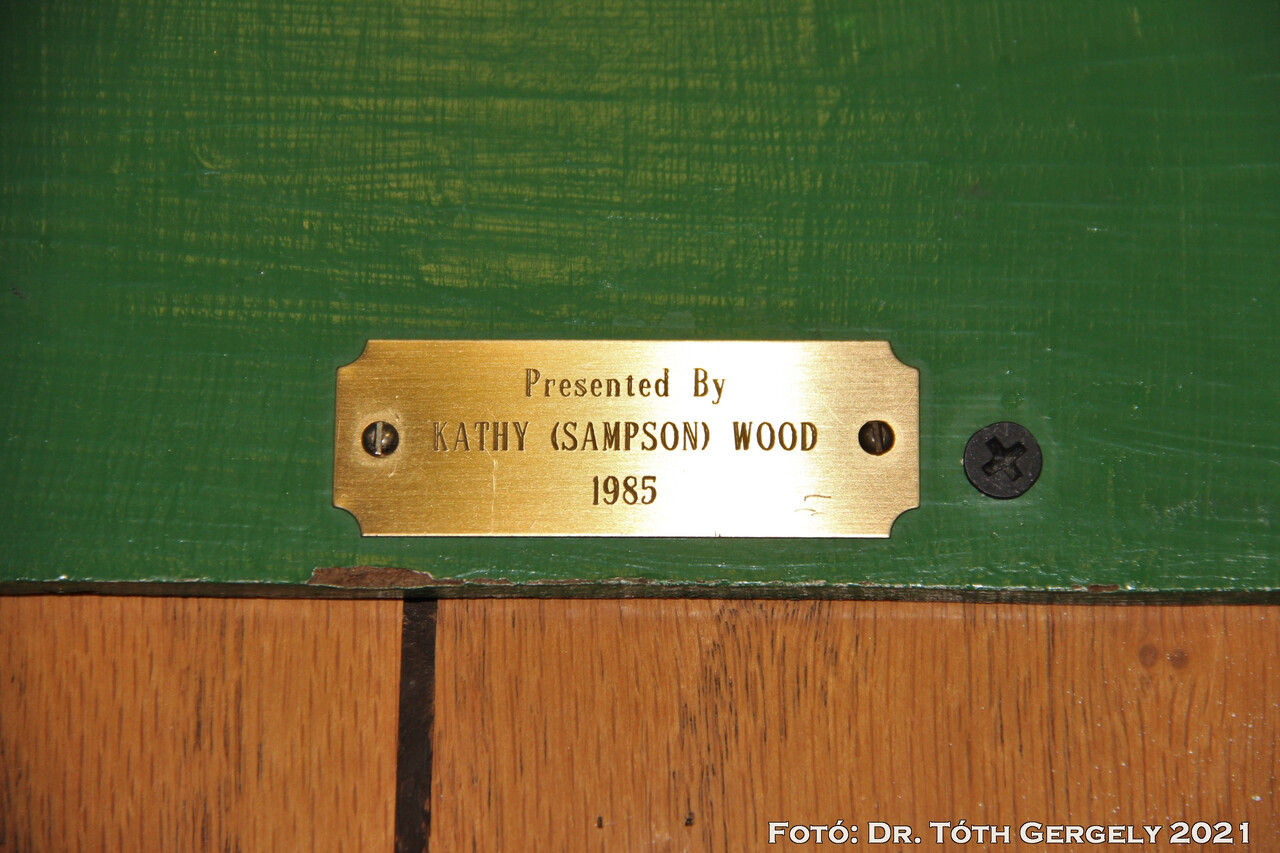 Presented By
KATHY (SAMPSON) WOOD
1985
FOTÓ: DR. TÓTH GERGELY 2021